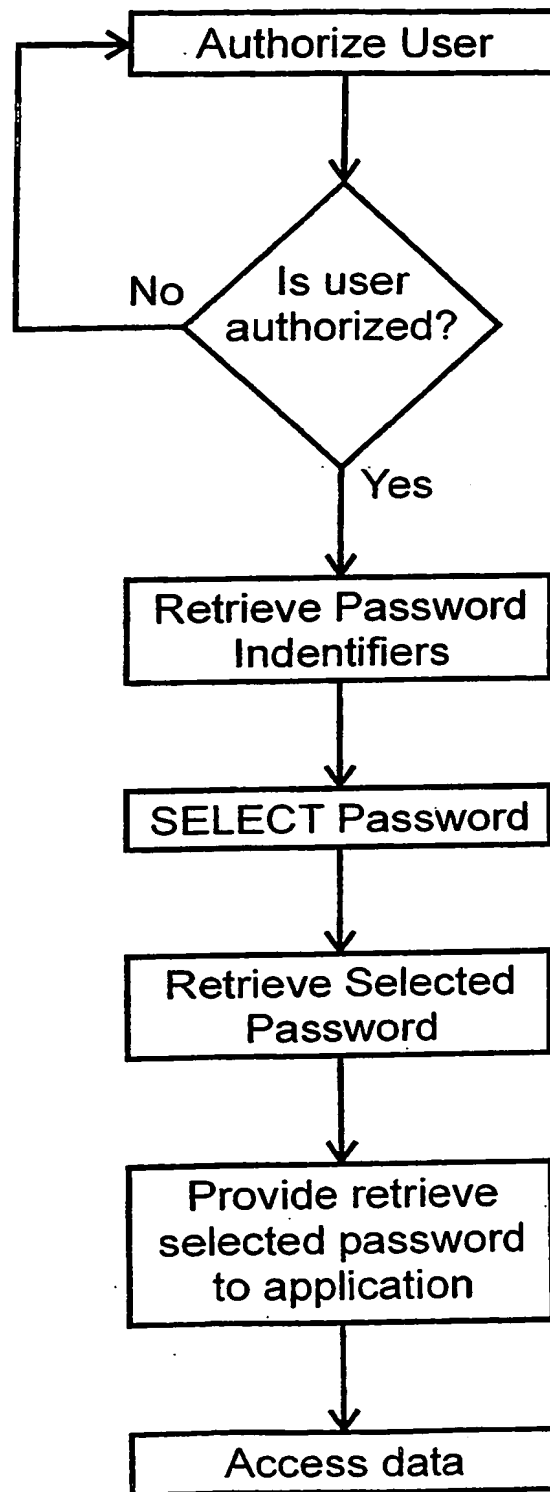 Authorize User
Is user
authorized?
No
Yes
Retrieve Password
Indentifiers
SELECT Password
Retrieve Selected
Password
Provide retrieve
selected password
to application
Access data